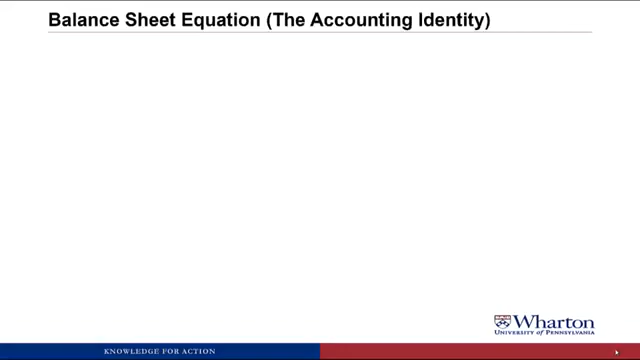 Balance Sheet Equation (The Accounting Identity)
Wharton
UNIVERSITY OF PENNSYLVANIA
KNOWLEDGE FOR ACTION